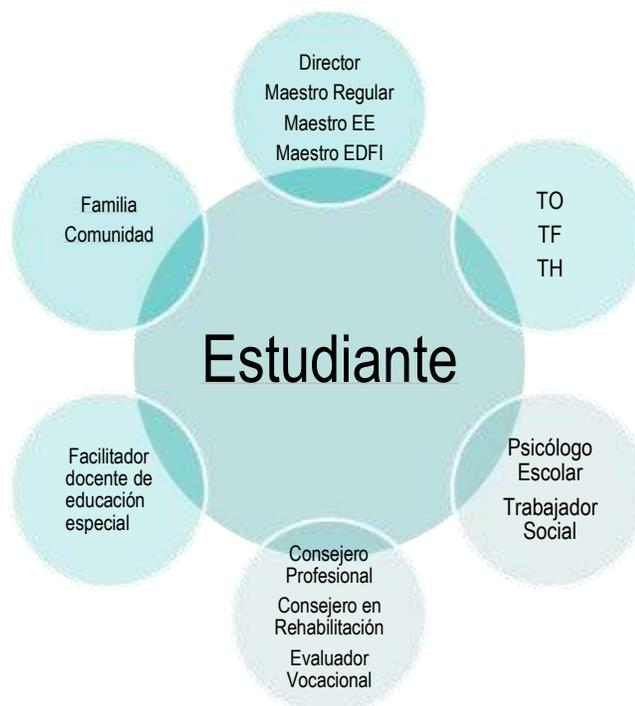 Director
Maestro Regular
Maestro EE
Maestro EDFI
TO
TF
TH
Psicólogo
Escolar
Trabajador
Social
Consejero
Profesional
Consejero en
Rehabilitación
Evaluador
Vocacional
Facilitador
docente de
educación
especial
Familia
Comunidad
Estudiante